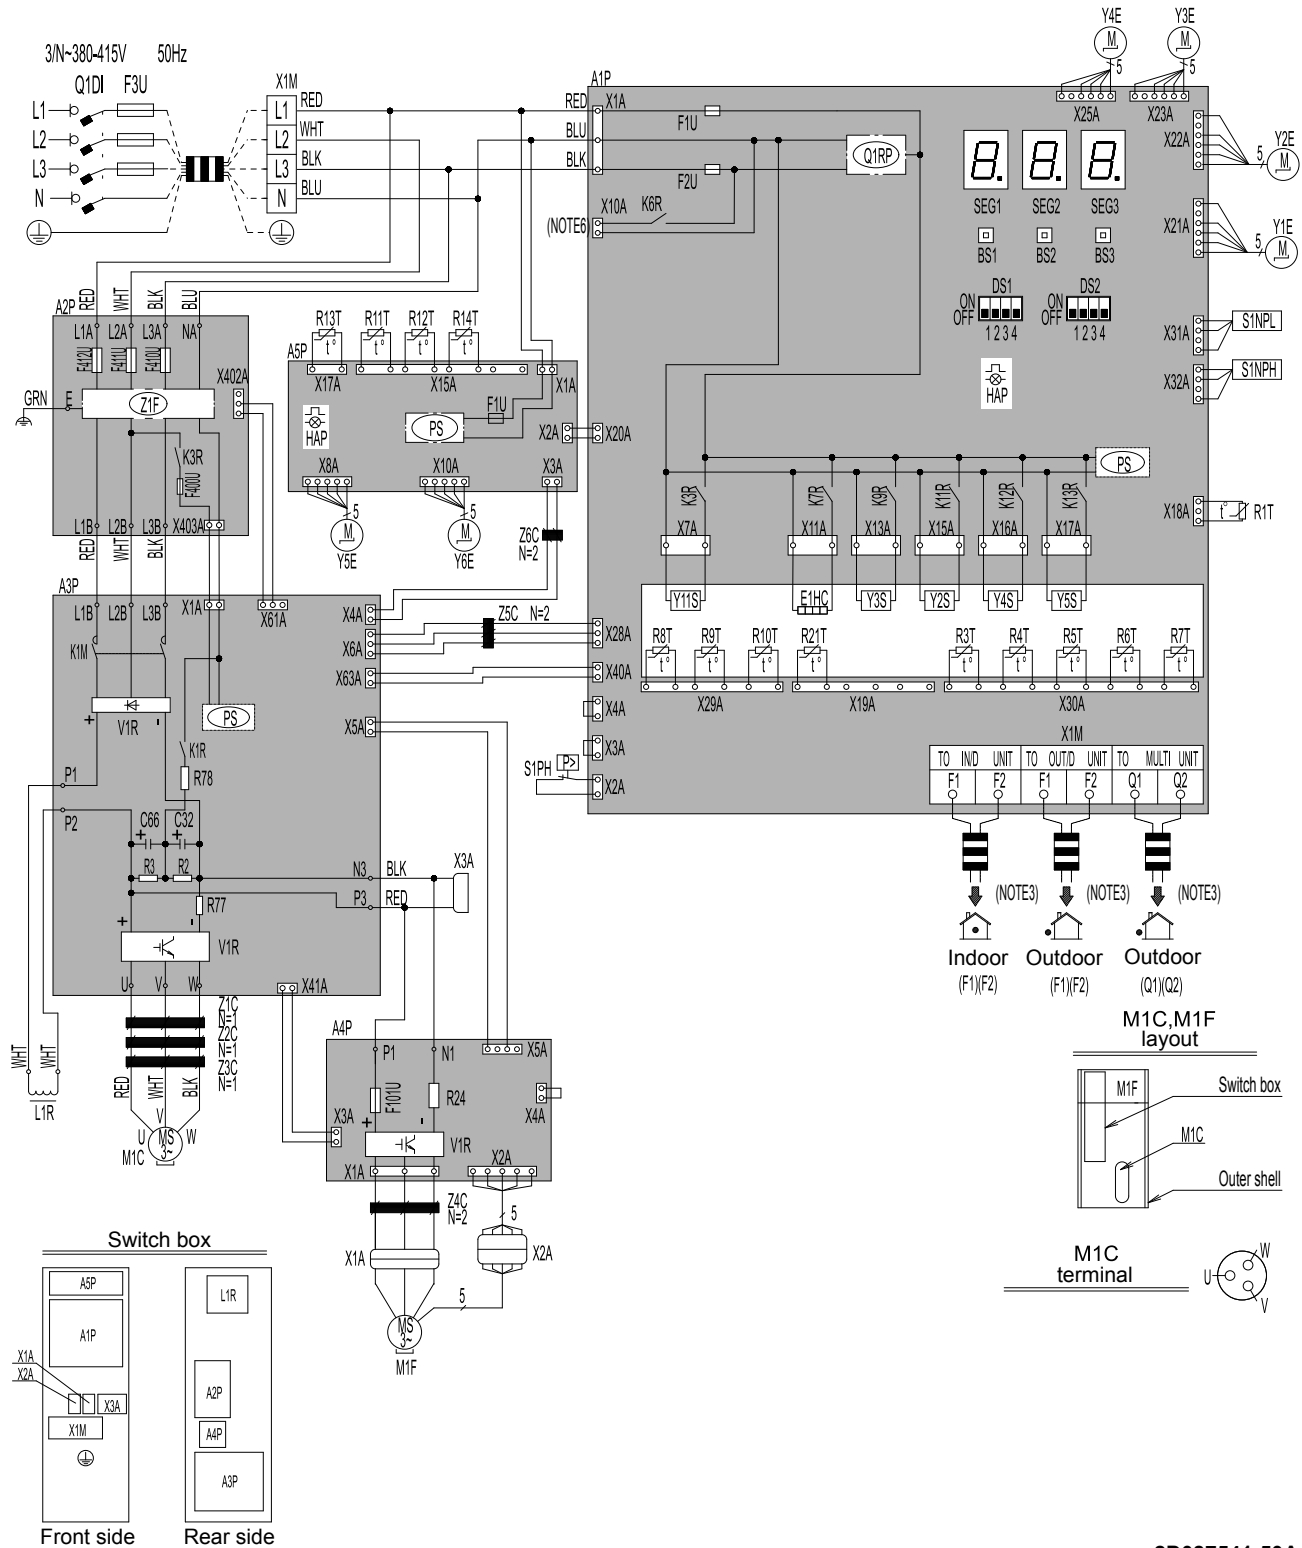 3/N~380-415V 50Hz
Q1DI F3U X1M
L1 L1 RED
L2 L2 WHT
L3 L3 BLK
N N BLU
A1P
RED X1A F1U
BLU Q1RP
BLK F2U
X10A K6R
(NOTE6)
Y4E Y3E
M M
5 5
X25A X23A
X22A Y2E
5 M
SEG1 SEG2 SEG3
X21A Y1E
5 M
BS1 BS2 BS3
DS1 DS2
ON ON
OFF OFF
1 2 3 4 1 2 3 4
X31A S1NPL
X32A S1NPH
HAP
RED WHT BLK BLU
A2P
L1A L2A L3A NA
F412U F411U F410U
X402A
GRN E Z1F
K3R
F400U
L1B L2B L3B X403A
RED WHT BLK
R13T R11T R12T R14T
t° t° t° t°
A5P
X17A X15A X1A
F1U
HAP PS
X2A X20A
X8A X10A X3A
5 5
M M
Y5E Y6E
Z6C
N=2
PS
K3R K7R K9R K11R K12R K13R
X7A X11A X13A X15A X16A X17A
X18A t° R1T
Y11S E1HC Y3S Y2S Y4S Y5S
R8T R9T R10T R21T R3T R4T R5T R6T R7T
t° t° t° t° t° t° t° t° t°
X29A X19A X30A
A3P
L1B L2B L3B X1A X61A
X4A
X6A Z5C N=2 X28A
X63A X40A
K1M
V1R
+ -
PS
X5A
X4A
X3A
S1PH P> X2A
K1R
R78
P1
P2
C66 C32
+ +
R3 R2
R77
N3 BLK X3A
P3 RED
+ -
V1R
U V W X41A
Z1C
N=1
Z2C
N=1
Z3C
N=1
WHT WHT
L1R
RED WHT BLK
U V W
MS
3~
M1C
A4P
P1 N1 X5A
F101U R24
X4A
X3A
+ -
V1R
X1A X2A
Z4C
N=2
5
X1A X2A
5
MS
3~
M1F
X1M
TO IN/D UNIT TO OUT/D UNIT TO MULTI UNIT
F1 F2 F1 F2 Q1 Q2
(NOTE3) (NOTE3) (NOTE3)
Indoor Outdoor Outdoor
(F1)(F2) (F1)(F2) (Q1)(Q2)
M1C,M1F
layout
M1F Switch box
M1C
Outer shell
M1C
terminal
U W V
Switch box
A5P
A1P
X1A
X2A
X3A
X1M
L1R
A2P
A4P
A3P
Front side Rear side